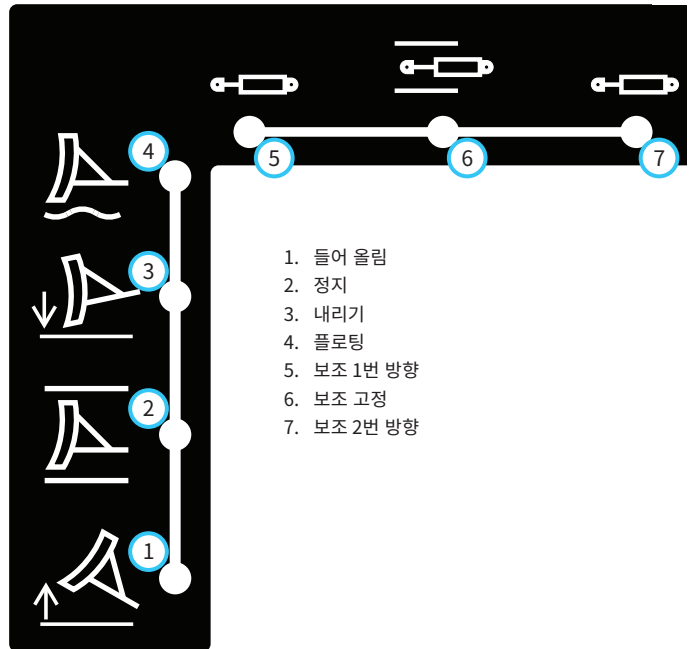 5
6
7
4
3
2
1
1. 들어 올림
2. 정지
3. 내리기
4. 플로팅
5. 보조 1번 방향
6. 보조 고정
7. 보조 2번 방향